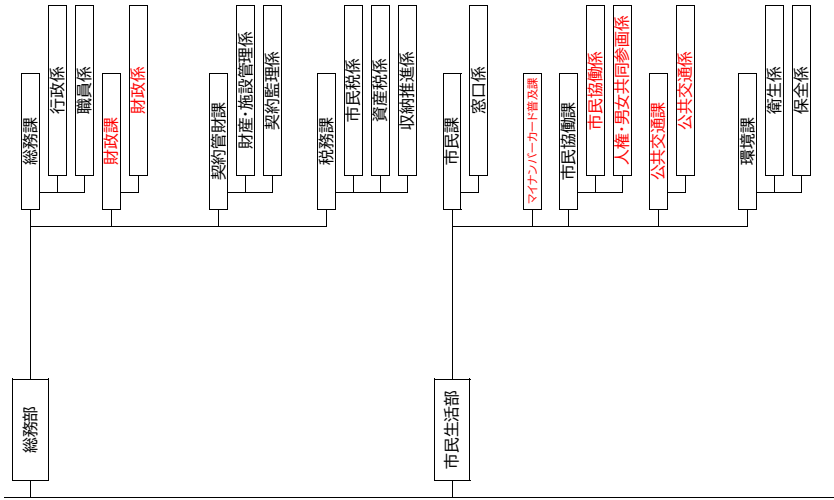 総務部
総務課
行政係
職員係
財政課
財政係
契約管財課
財産・施設管理係
契約監理係
税務課
市民税係
資産税係
収納推進係
市民生活部
市民課
窓口係
マイナンバーカード普及課
市民協働課
市民協働係
人権・男女共同参画係
公共交通課
公共交通係
環境課
衛生係
保全係